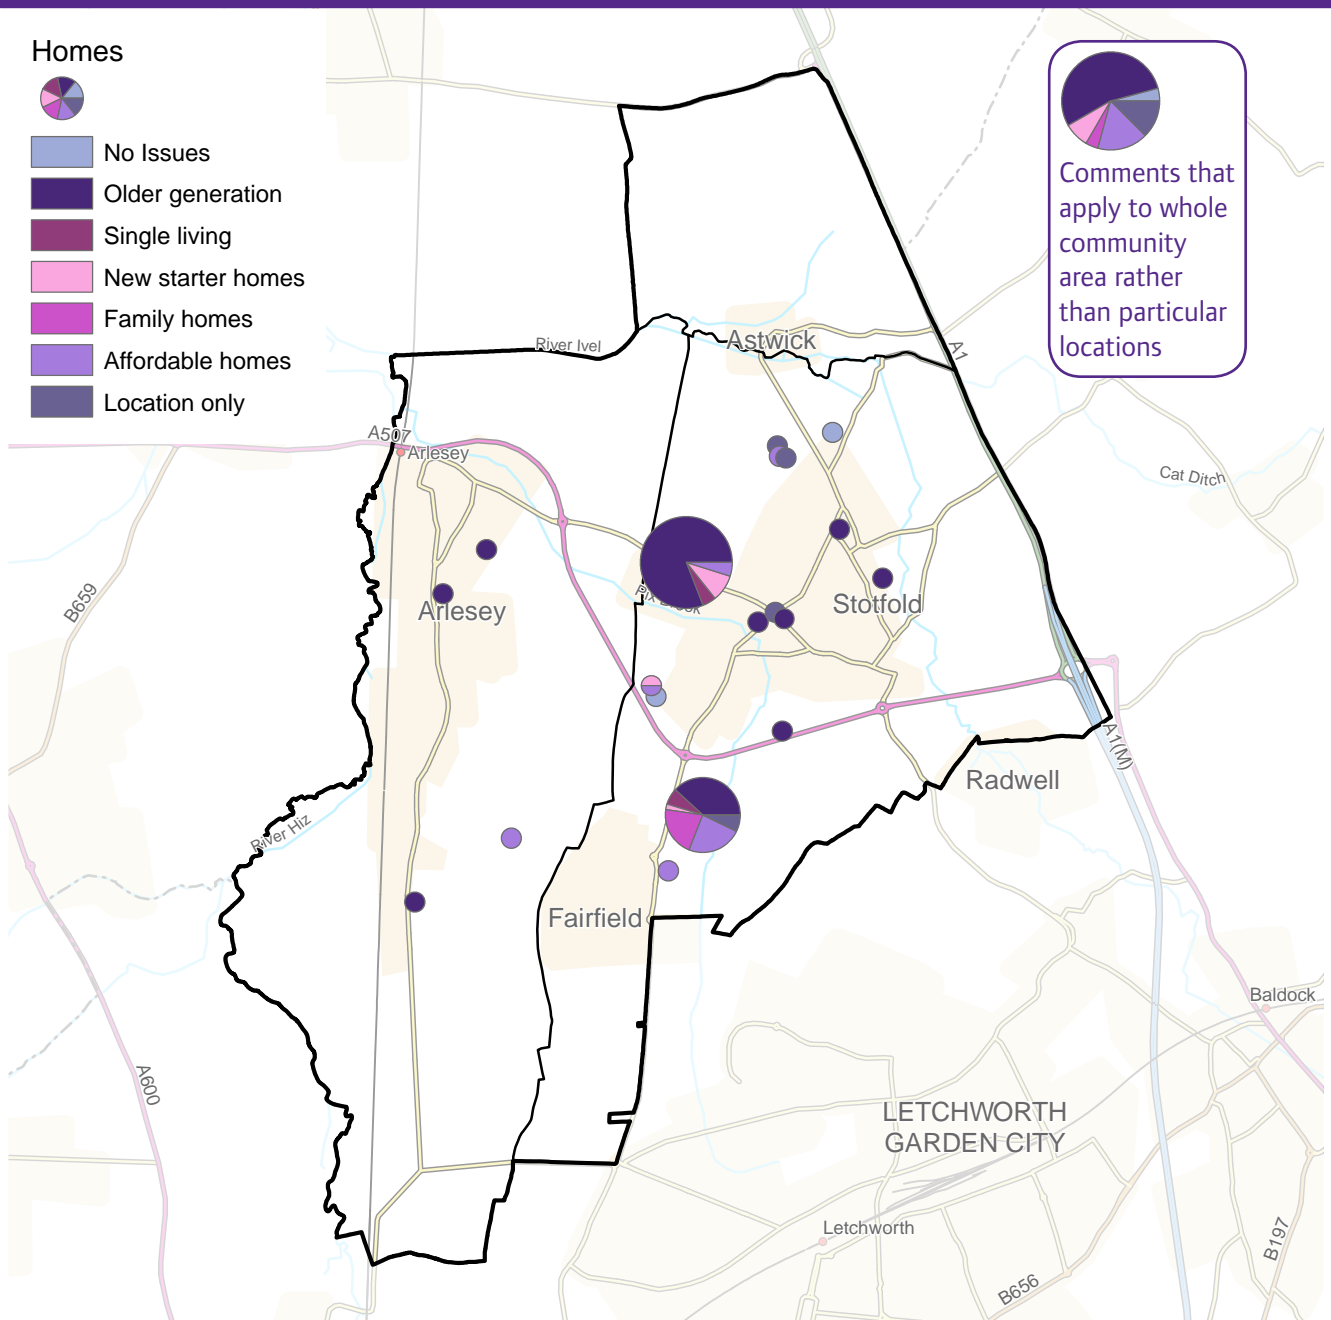 Homes
No Issues
Older generation
Single living
New starter homes
Family homes
Affordable homes
Location only
Comments that
apply to whole
community
area rather
than particular
locations
River Ivel
Astwick
A1
A507
Arlesey
Cat Ditch
B659
Pix Brook
Arlesey
Stotfold
A1(M)
Radwell
River Hiz
Fairfield
Baldock
A600
LETCHWORTH
GARDEN CITY
Letchworth
B197
B656